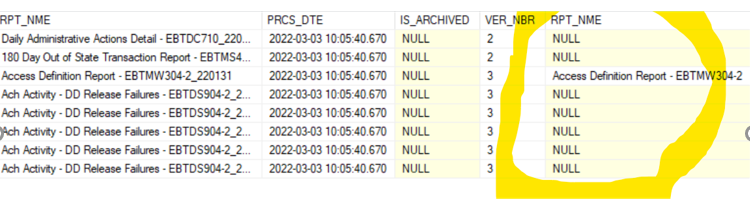 RPT_NME PRCS_DTE IS_ARCHIVED VER_NBR RPT_NME
Daily Administrative Actions Detail - EBTDC710_220... 2022-03-03 10:05:40.670 NULL 2 NULL
180 Day Out of State Transaction Report - EBTMS4... 2022-03-03 10:05:40.670 NULL 2 NULL
Access Definition Report - EBTMW304-2_220131 2022-03-03 10:05:40.670 NULL 3 Access Definition Report - EBTMW304-2
Ach Activity - DD Release Failures - EBTDS904-2_2... 2022-03-03 10:05:40.670 NULL 3 NULL
Ach Activity - DD Release Failures - EBTDS904-2_2... 2022-03-03 10:05:40.670 NULL 3 NULL
Ach Activity - DD Release Failures - EBTDS904-2_2... 2022-03-03 10:05:40.670 NULL 3 NULL
Ach Activity - DD Release Failures - EBTDS904-2_2... 2022-03-03 10:05:40.670 NULL 3 NULL
Ach Activity - DD Release Failures - EBTDS904-2_2... 2022-03-03 10:05:40.670 NULL 3 NULL